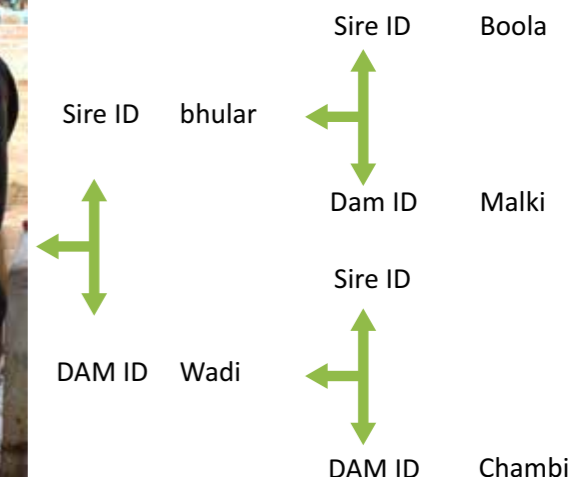 Sire ID Boola
Sire ID bhular
Dam ID Malki
Sire ID
DAM ID Wadi
DAM ID Chambi